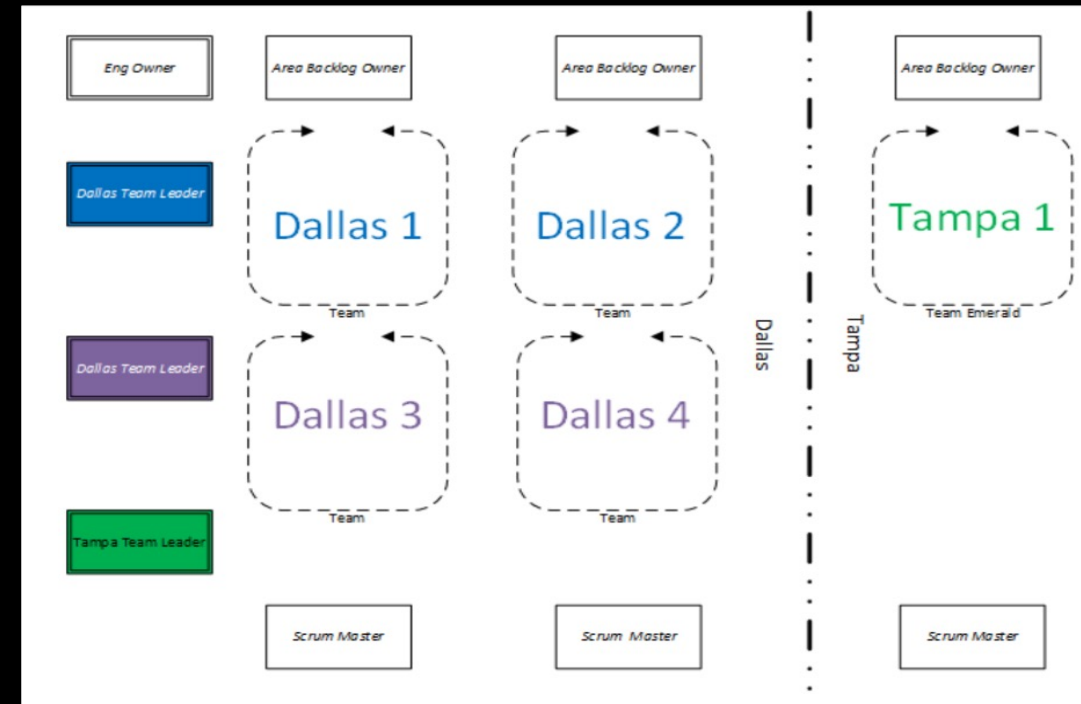 Eng Owner
Area Backlog Owner
Area Backlog Owner
Area Backlog Owner
Dallas Team Leader
Dallas 1
Dallas 2
Tampa 1
Team
Team
Team Emerald
Dallas
Tampa
Dallas Team Leader
Dallas 3
Dallas 4
Team
Team
Tampa Team Leader
Scrum Master
Scrum Master
Scrum Master